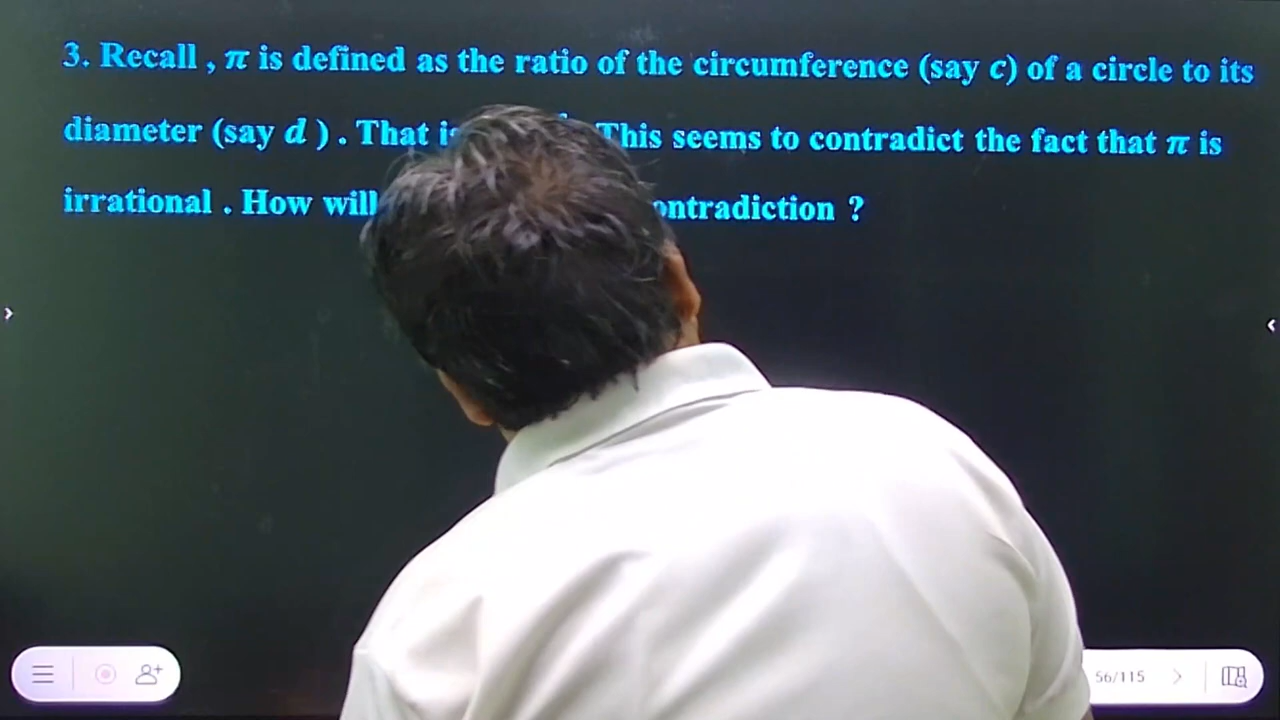 3. Recall , π is defined as the ratio of the circumference (say c) of a circle to its
diameter (say d ) . That This seems to contradict the fact that π is
irrational . How will ?
56/115